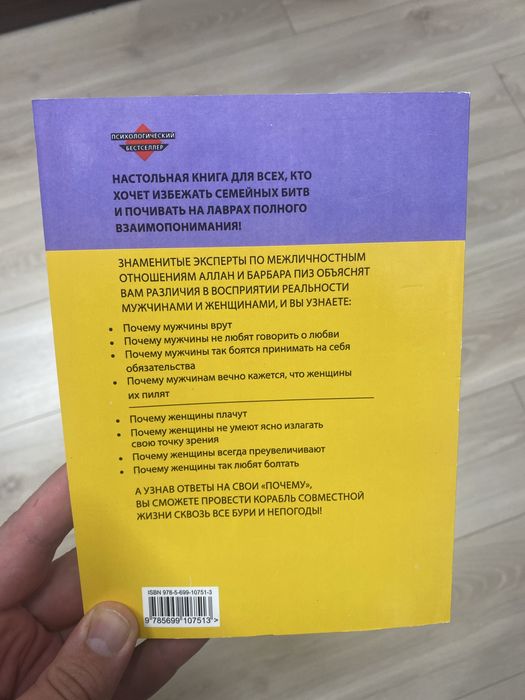 ПСИХОЛОГИЧЕСКИЙ
БЕСТСЕЛЛЕР
НАСТОЛЬНАЯ КНИГА ДЛЯ ВСЕХ, КТО
ХОЧЕТ ИЗБЕЖАТЬ СЕМЕЙНЫХ БИТВ
И ПОЧИВАТЬ НА ЛАВРАХ ПОЛНОГО
ВЗАИМОПОНИМАНИЯ!
ЗНАМЕНИТЫЕ ЭКСПЕРТЫ ПО МЕЖЛИЧНОСТНЫМ
ОТНОШЕНИЯМ АЛЛАН И БАРБАРА ПИЗ ОБЪЯСНЯТ
ВАМ РАЗЛИЧИЯ В ВОСПРИЯТИИ РЕАЛЬНОСТИ
МУЖЧИНАМИ И ЖЕНЩИНАМИ, И ВЫ УЗНАЕТЕ:
• Почему мужчины врут
• Почему мужчины не любят говорить о любви
• Почему мужчины так боятся принимать на себя
обязательства
• Почему мужчинам вечно кажется, что женщины
их пилят
• Почему женщины плачут
• Почему женщины не умеют ясно излагать
свою точку зрения
• Почему женщины всегда преувеличивают
• Почему женщины так любят болтать
А УЗНАВ ОТВЕТЫ НА СВОИ «ПОЧЕМУ»,
ВЫ СМОЖЕТЕ ПРОВЕСТИ КОРАБЛЬ СОВМЕСТНОЙ
ЖИЗНИ СКВОЗЬ ВСЕ БУРИ И НЕПОГОДЫ!
ISBN 978-5-699-10751-3
9 785699 107513 >